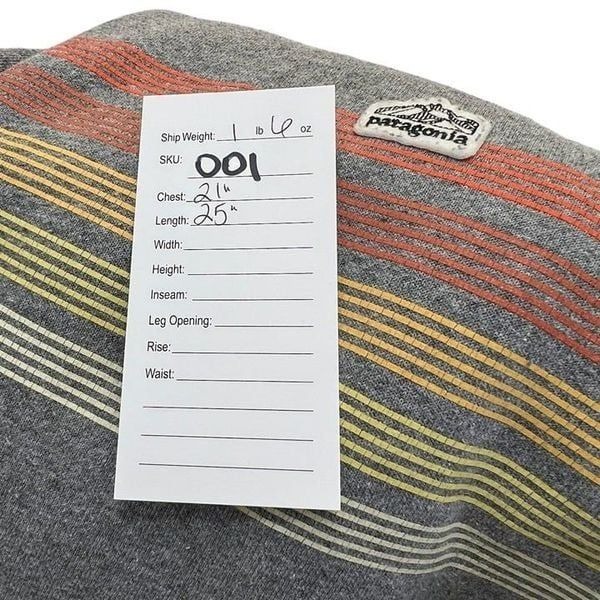 patagonia
Ship Weight: 1 lb 6 oz
SKU: 001
Chest: 21"
Length: 25"
Width:
Height:
Inseam:
Leg Opening:
Rise:
Waist: